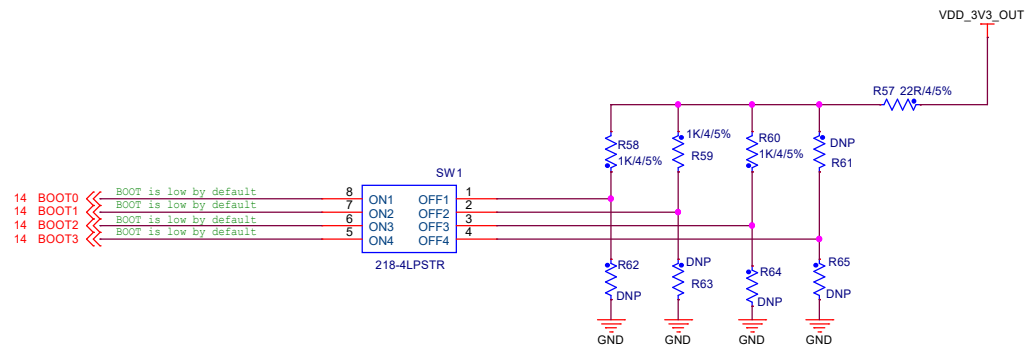 VDD_3V3_OUT
R57 22R/4/5%
R58
1K/4/5%
1K/4/5%
R59
R60
1K/4/5%
DNP
R61
SW1
14 BOOT0 BOOT is low by default 8 ON1 OFF1 1
14 BOOT1 BOOT is low by default 7 ON2 OFF2 2
14 BOOT2 BOOT is low by default 6 ON3 OFF3 3
14 BOOT3 BOOT is low by default 5 ON4 OFF4 4
218-4LPSTR
R62
DNP
DNP
R63
R64
DNP
R65
DNP
GND GND GND GND